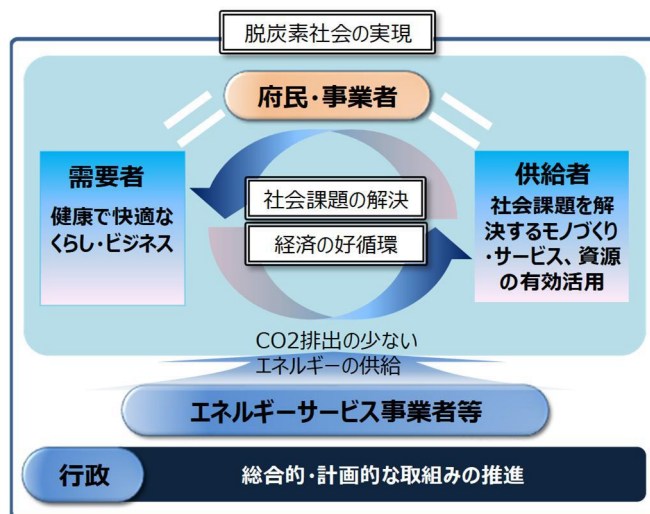 脱炭素社会の実現
府民・事業者
需要者
健康で快適な
くらし・ビジネス
社会課題の解決
経済の好循環
供給者
社会課題を解
決するモノづくり
・サービス、資源
の有効活用
CO2排出の少ない
エネルギーの供給
エネルギーサービス事業者等
行政
総合的・計画的な取組みの推進